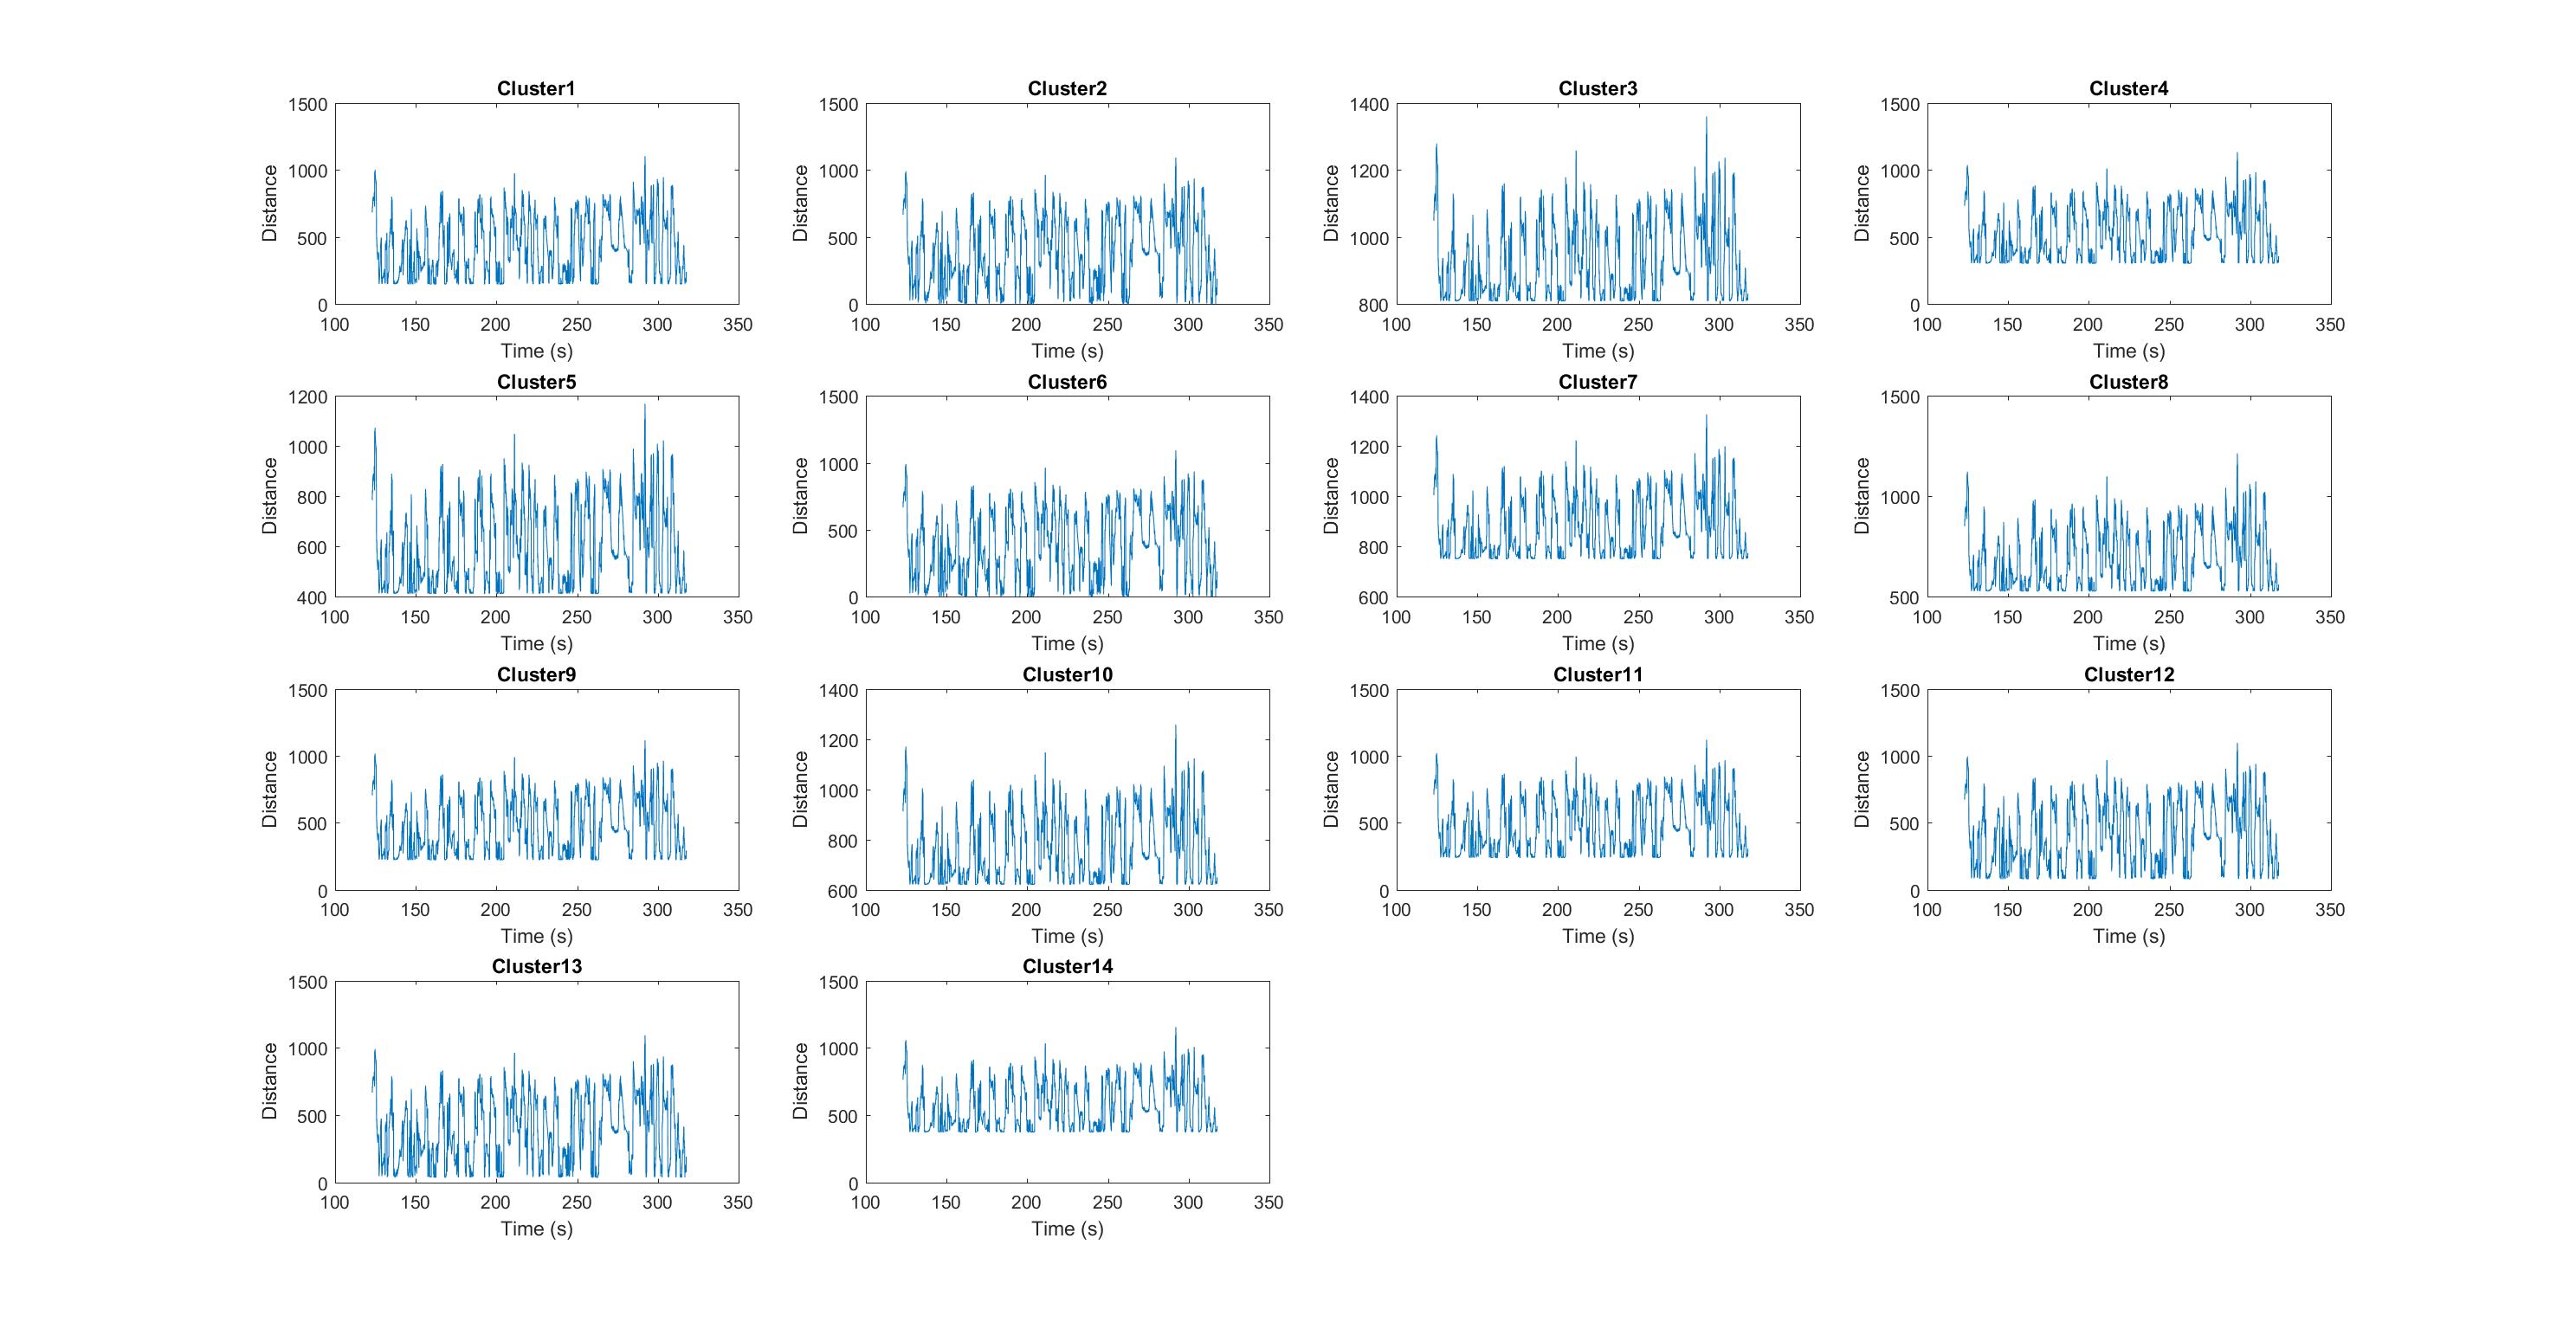 Cluster1 Cluster2 Cluster3 Cluster4
1500 1500 1400 1500
1000 1000 1200 1000
Distance Distance Distance Distance
500 500 1000 500
0 0 800 0
100 150 200 250 300 350 100 150 200 250 300 350 100 150 200 250 300 350 100 150 200 250 300 350
Time (s) Time (s) Time (s) Time (s)
Cluster5 Cluster6 Cluster7 Cluster8
1200 1500 1400 1500
1000 1000 1200 1000
Distance Distance Distance Distance
800 500 1000 500
600 0 800
400 600
100 150 200 250 300 350 100 150 200 250 300 350 100 150 200 250 300 350 100 150 200 250 300 350
Time (s) Time (s) Time (s) Time (s)
Cluster9 Cluster10 Cluster11 Cluster12
1500 1400 1500 1500
1000 1200 1000 1000
Distance Distance Distance Distance
500 1000 500 500
0 800 0 0
600
100 150 200 250 300 350 100 150 200 250 300 350 100 150 200 250 300 350 100 150 200 250 300 350
Time (s) Time (s) Time (s) Time (s)
Cluster13 Cluster14
1500 1500
1000 1000
Distance Distance
500 500
0 0
100 150 200 250 300 350 100 150 200 250 300 350
Time (s) Time (s)